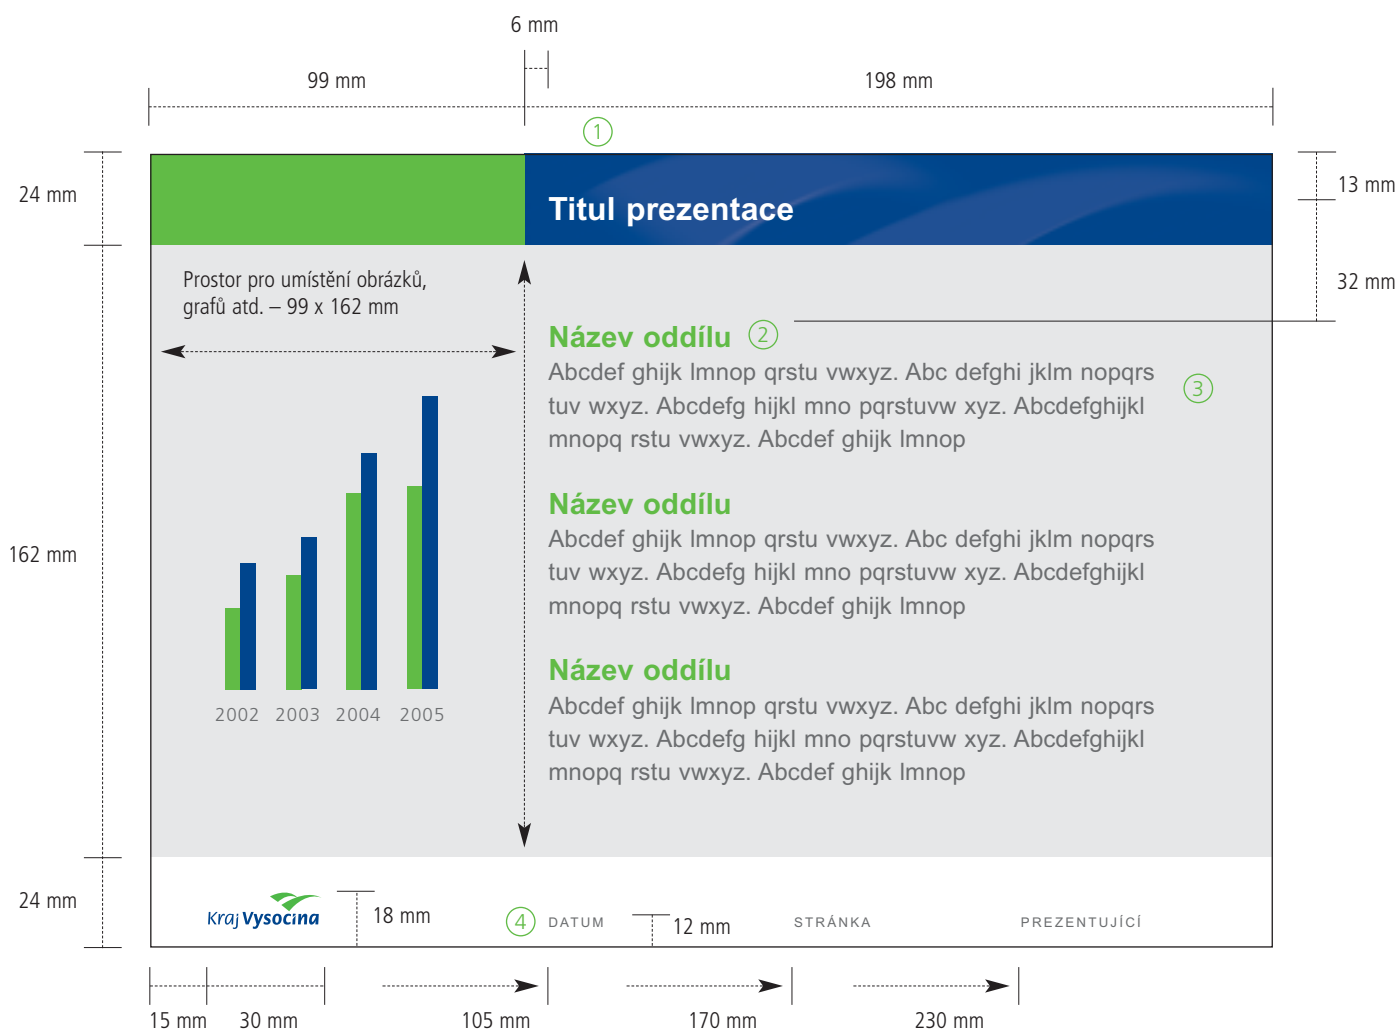 6 mm
99 mm
198 mm
1
24 mm
13 mm
Titul prezentace
Prostor pro umístění obrázků,
grafů atd. – 99 x 162 mm
32 mm
Název oddílu 2
Abcdef ghijk lmnop qrstu vwxyz. Abc defghi jklm nopqrs
3
tuv wxyz. Abcdefg hijkl mno pqrstuvw xyz. Abcdefghijkl
mnopq rstu vwxyz. Abcdef ghijk lmnop
Název oddílu
Abcdef ghijk lmnop qrstu vwxyz. Abc defghi jklm nopqrs
tuv wxyz. Abcdefg hijkl mno pqrstuvw xyz. Abcdefghijkl
mnopq rstu vwxyz. Abcdef ghijk lmnop
162 mm
Název oddílu
Abcdef ghijk lmnop qrstu vwxyz. Abc defghi jklm nopqrs
tuv wxyz. Abcdefg hijkl mno pqrstuvw xyz. Abcdefghijkl
mnopq rstu vwxyz. Abcdef ghijk lmnop
2002 2003 2004 2005
24 mm
Kraj Vysočina
18 mm
4 DATUM
12 mm
STRÁNKA
PREZENTUJÍCÍ
15 mm 30 mm 105 mm 170 mm 230 mm